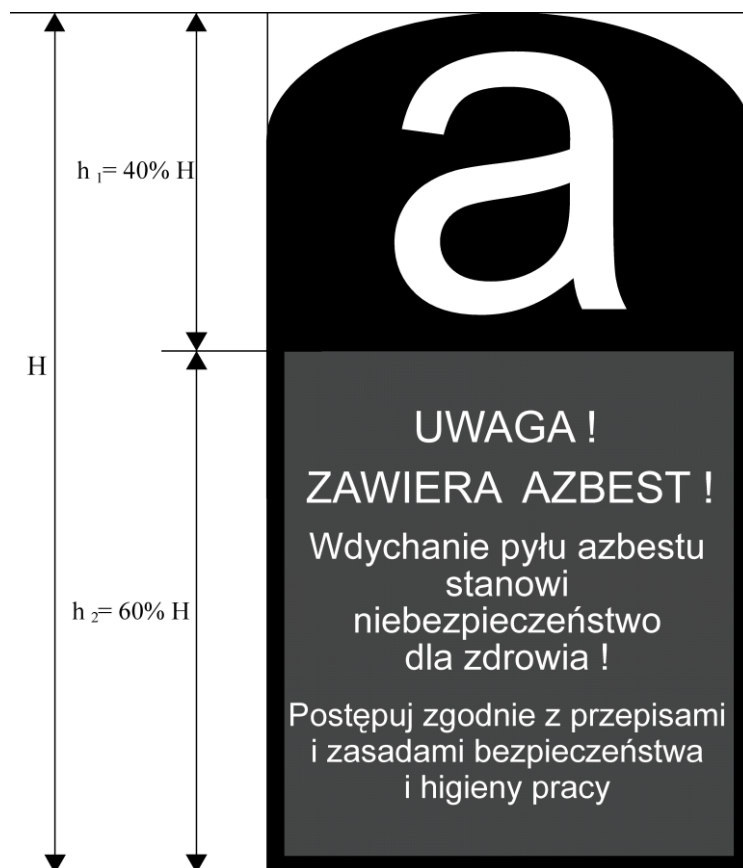 a
h 1= 40% H
H
h 2= 60% H
UWAGA !
ZAWIERA AZBEST !
Wdychanie pyłu azbestu
stanowi
niebezpieczeństwo
dla zdrowia !
Postępuj zgodnie z przepisami
i zasadami bezpieczeństwa
i higieny pracy